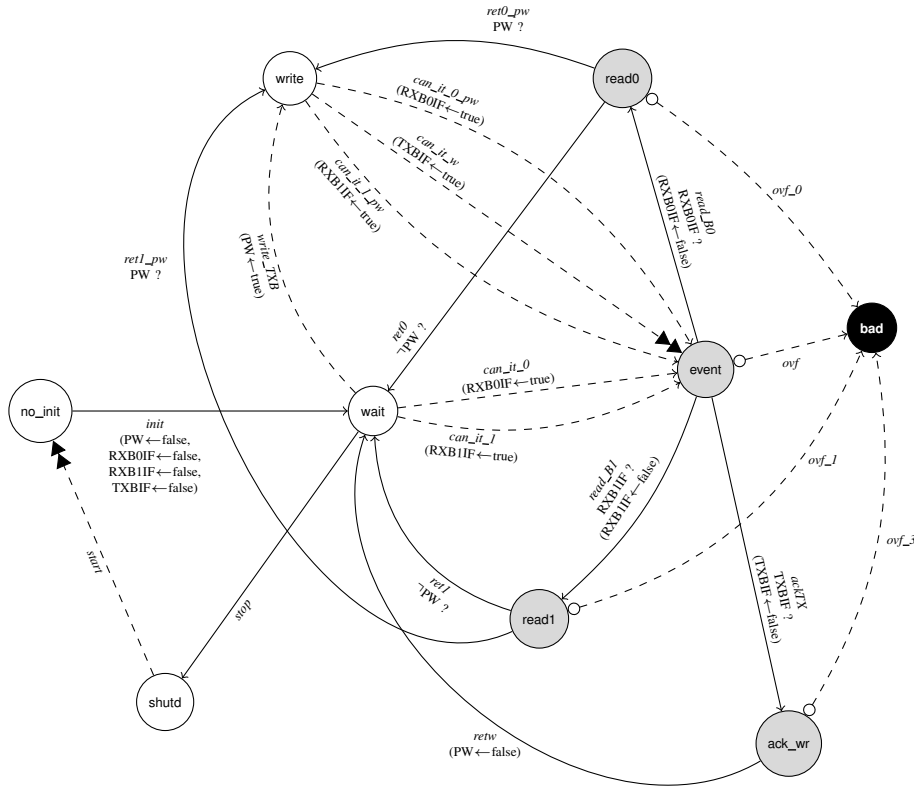 ret0_pw
PW ?
write
read0
can_it_0_pw
(RXB0IF←true)
can_it_w
(TXBIF←true)
can_it_1_pw
(RXB1IF←true)
read_B0
RXB0IF ?
(RXB0IF←false)
ovf_0
write_TXB
(PW←true)
ret1_pw
PW ?
ret0
¬PW ?
bad
ovf
event
can_it_0
(RXB0IF←true)
no_init
wait
init
(PW←false,
RXB0IF←false,
RXB1IF←false,
TXBIF←false)
can_it_1
(RXB1IF←true)
read_B1
RXB1IF ?
(RXB1IF←false)
ovf_1
ovf_3
start
stop
ret1
¬PW ?
read1
ackTX
TXBIF ?
(TXBIF←false)
shutd
retw
(PW←false)
ack_wr